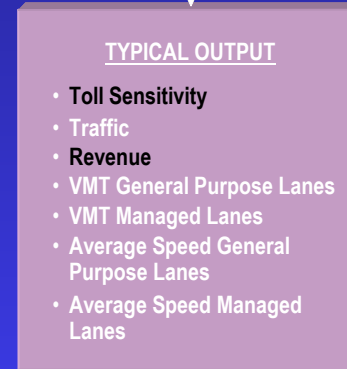 TYPICAL OUTPUT
• Toll Sensitivity
• Traffic
• Revenue
• VMT General Purpose Lanes
• VMT Managed Lanes
• Average Speed General
Purpose Lanes
• Average Speed Managed
Lanes